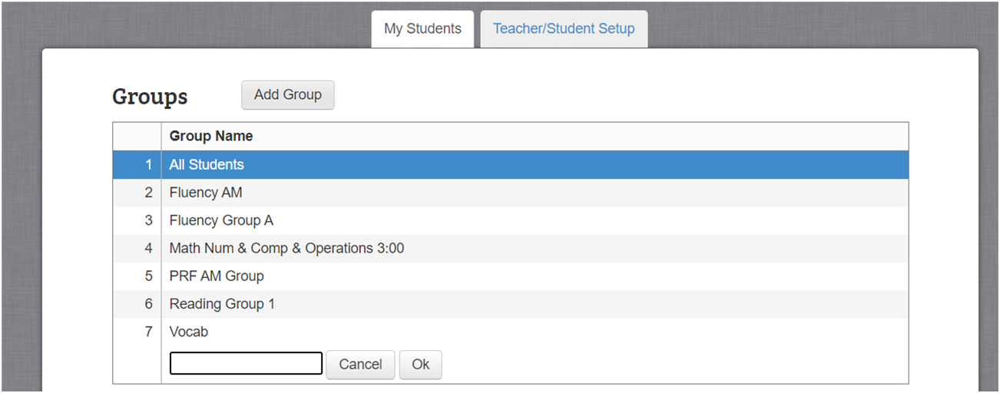 My Students Teacher/Student Setup
Groups Add Group
Group Name
1 All Students
2 Fluency AM
3 Fluency Group A
4 Math Num & Comp & Operations 3:00
5 PRF AM Group
6 Reading Group 1
7 Vocab
Cancel Ok